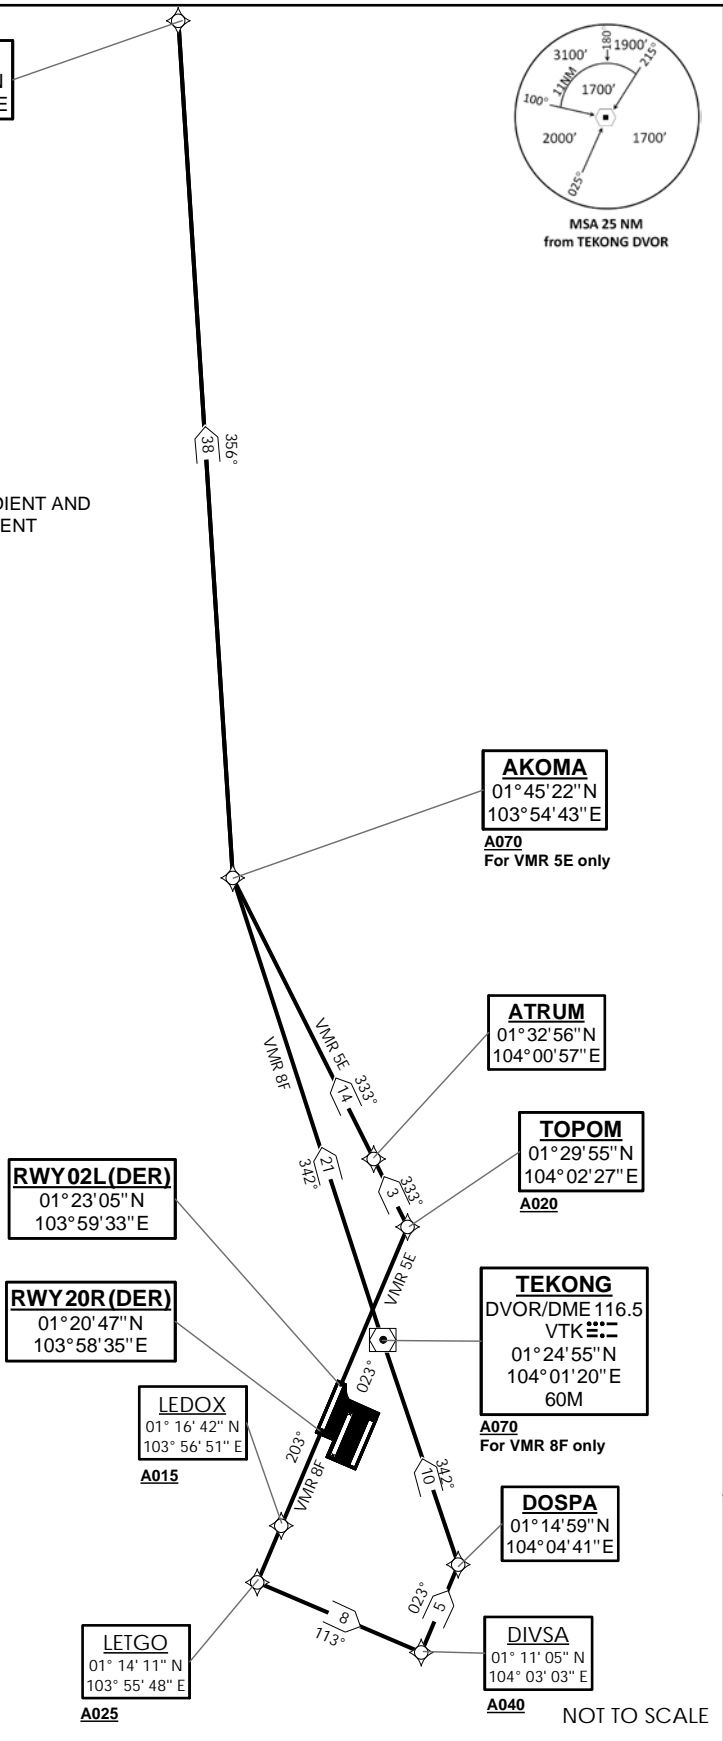 N
E
3100'
180°
1900'
215°
11NM
1700'
100°
2000'
1700'
025°
MSA 25 NM
from TEKONG DVOR
38
356°
DIENT AND
ENT
AKOMA
01°45'22"N
103°54'43"E
A070
For VMR 5E only
ATRUM
01°32'56"N
104°00'57"E
VMR 5E
VMR 8F
333°
14
21
342°
TOPOM
01°29'55"N
104°02'27"E
A020
333°
3
RWY02L(DER)
01°23'05"N
103°59'33"E
VMR 5E
TEKONG
DVOR/DME 116.5
VTK
01°24'55"N
104°01'20"E
60M
A070
For VMR 8F only
RWY20R(DER)
01°20'47"N
103°58'35"E
023°
LEDOX
01° 16' 42" N
103° 56' 51" E
A015
203°
VMR 8F
342°
10
DOSPA
01°14'59"N
104°04'41"E
023°
5
8
113°
LETGO
01° 14' 11" N
103° 55' 48" E
A025
DIVSA
01° 11' 05" N
104° 03' 03" E
A040
NOT TO SCALE